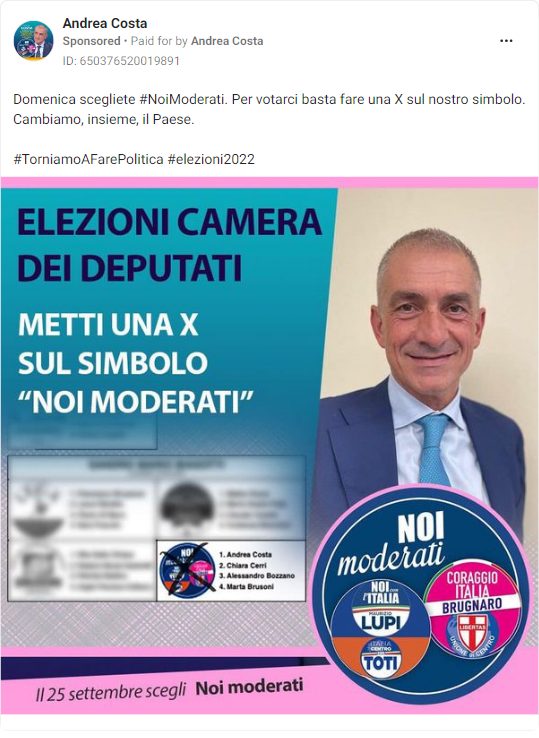 Andrea Costa
Sponsored • Paid for by Andrea Costa
ID: 650376520019891
Domenica scegliete #NoiModerati. Per votarci basta fare una X sul nostro simbolo.
Cambiamo, insieme, il Paese.
#TorniamoAFarePolitica #elezioni2022
ELEZIONI CAMERA
DEI DEPUTATI
METTI UNA X
SUL SIMBOLO
“NOI MODERATI”
1. Andrea Costa
2. Chiara Cerri
3. Alessandro Bozzano
4. Marta Brusoni
NOI
moderati
NOI CON
L'ITALIA
MAURIZIO
LUPI
ITALIA
CENTRO
TOTI
CORAGGIO
ITALIA
BRUGNARO
LIBERTAS
UNIONE DI CENTRO
Il 25 settembre scegli Noi moderati